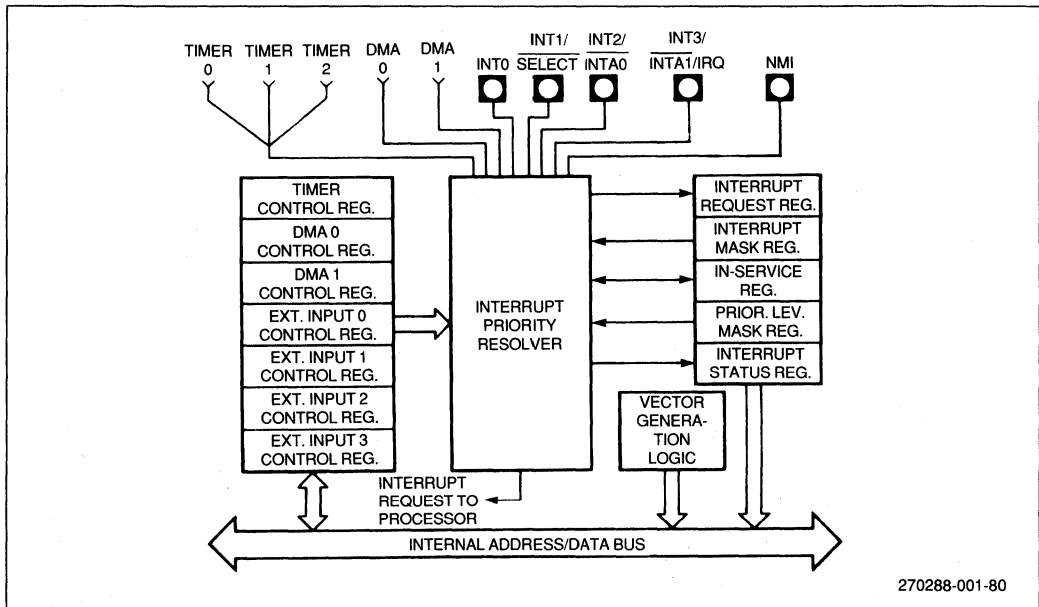 TIMER 0
TIMER 1
TIMER 2
DMA 0
DMA 1
INT0
INT1/
SELECT
INT2/
INTA0
INT3/
INTA1/IRQ
NMI
TIMER
CONTROL REG.
DMA 0
CONTROL REG.
DMA 1
CONTROL REG.
EXT. INPUT 0
CONTROL REG.
EXT. INPUT 1
CONTROL REG.
EXT. INPUT 2
CONTROL REG.
EXT. INPUT 3
CONTROL REG.
INTERRUPT
PRIORITY
RESOLVER
INTERRUPT
REQUEST REG.
INTERRUPT
MASK REG.
IN-SERVICE
REG.
PRIOR. LEV.
MASK REG.
INTERRUPT
STATUS REG.
VECTOR
GENERA-
TION
LOGIC
INTERRUPT
REQUEST TO
PROCESSOR
INTERNAL ADDRESS/DATA BUS
270288-001-80